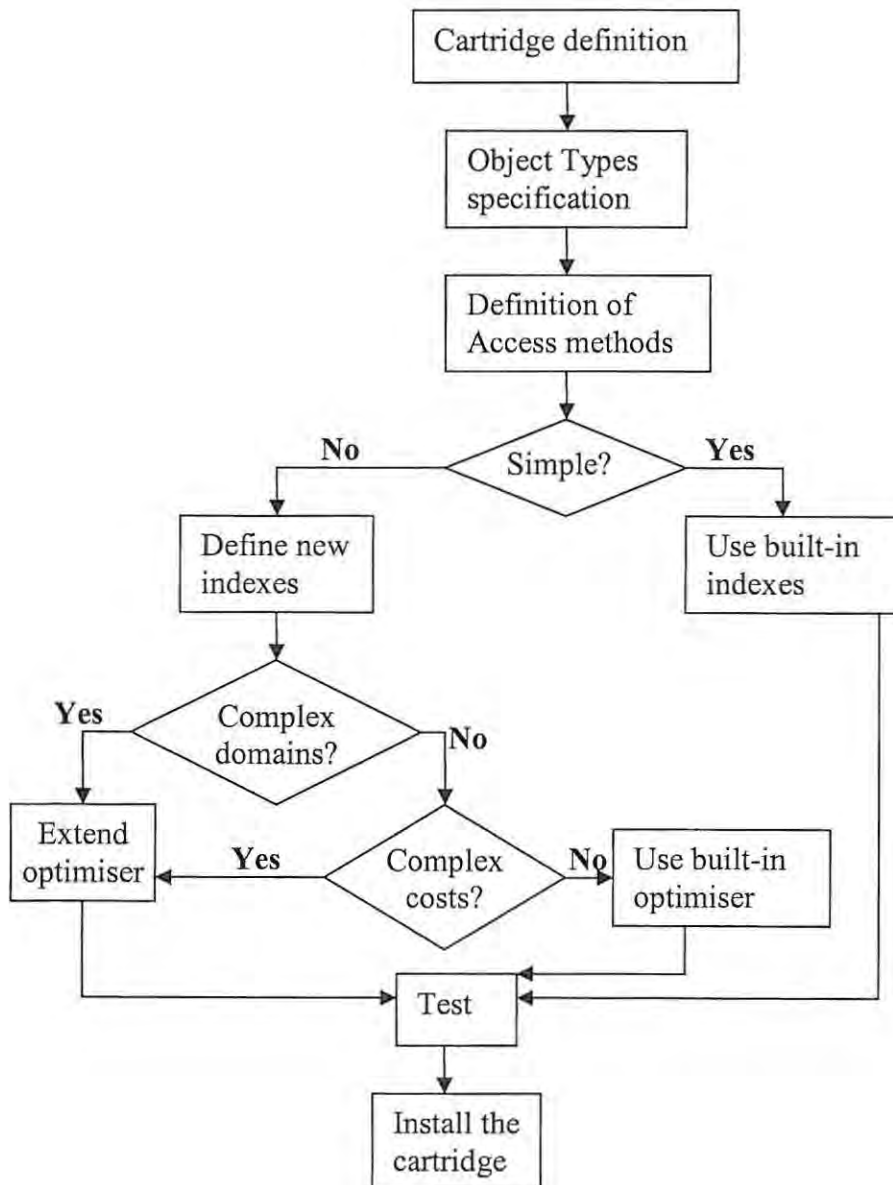 Cartridge definition
Object Types
specification
Definition of
Access methods
No
Simple?
Yes
Define new
indexes
Use built-in
indexes
Yes
Complex
domains?
No
Extend
optimiser
Yes
Complex
costs?
No
Use built-in
optimiser
Test
Install the
cartridge